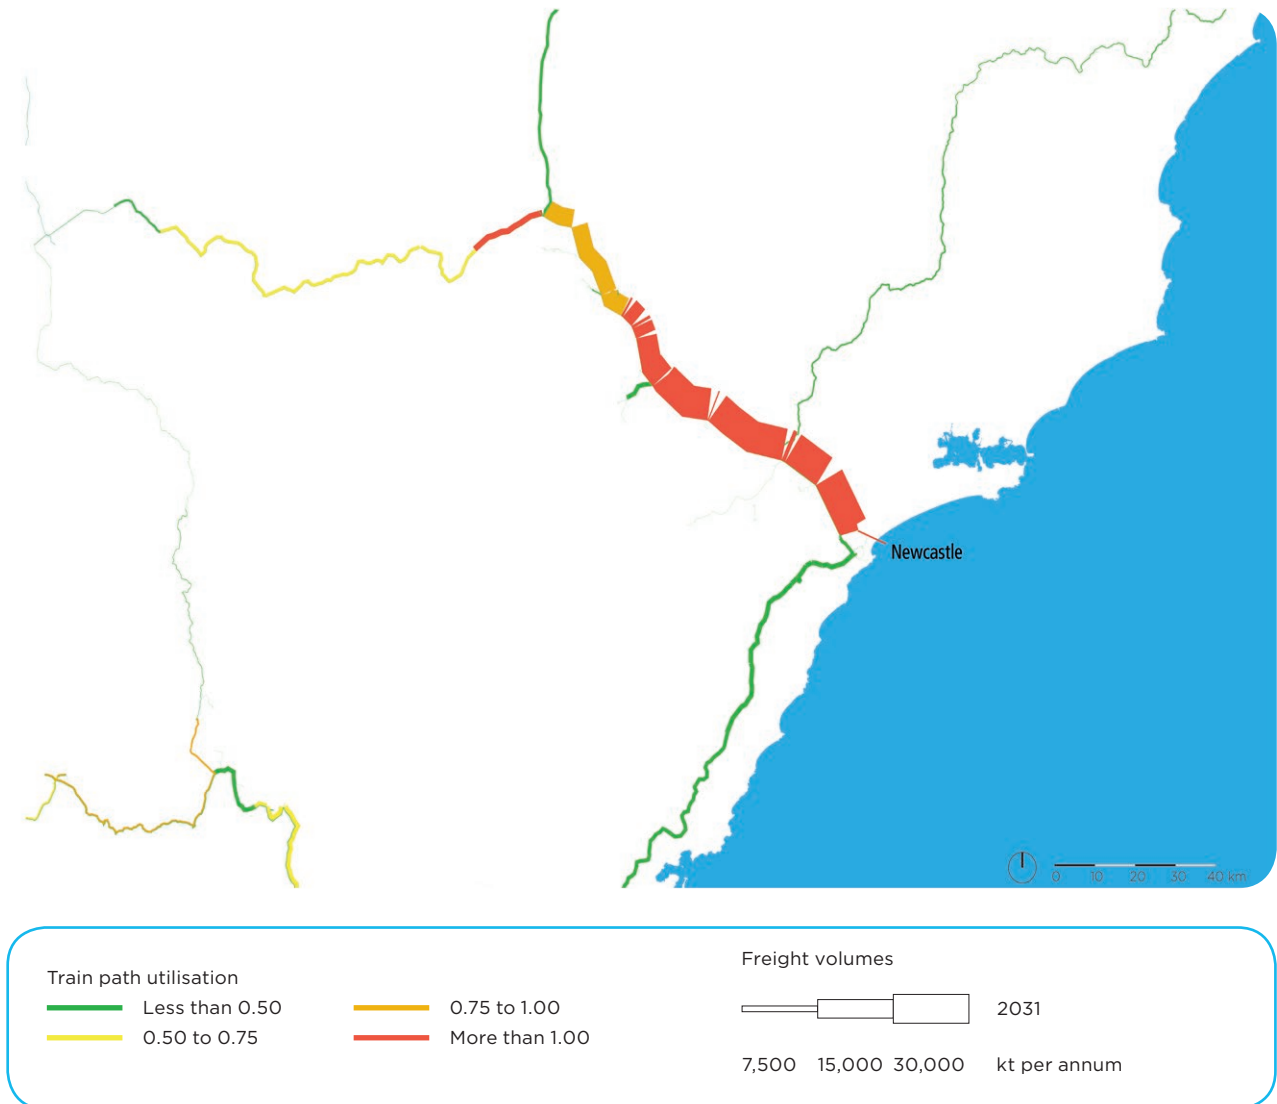 Newcastle
0 10 20 30 40 km
Train path utilisation
Less than 0.50
0.50 to 0.75
0.75 to 1.00
More than 1.00
Freight volumes
2031
7,500 15,000 30,000 kt per annum